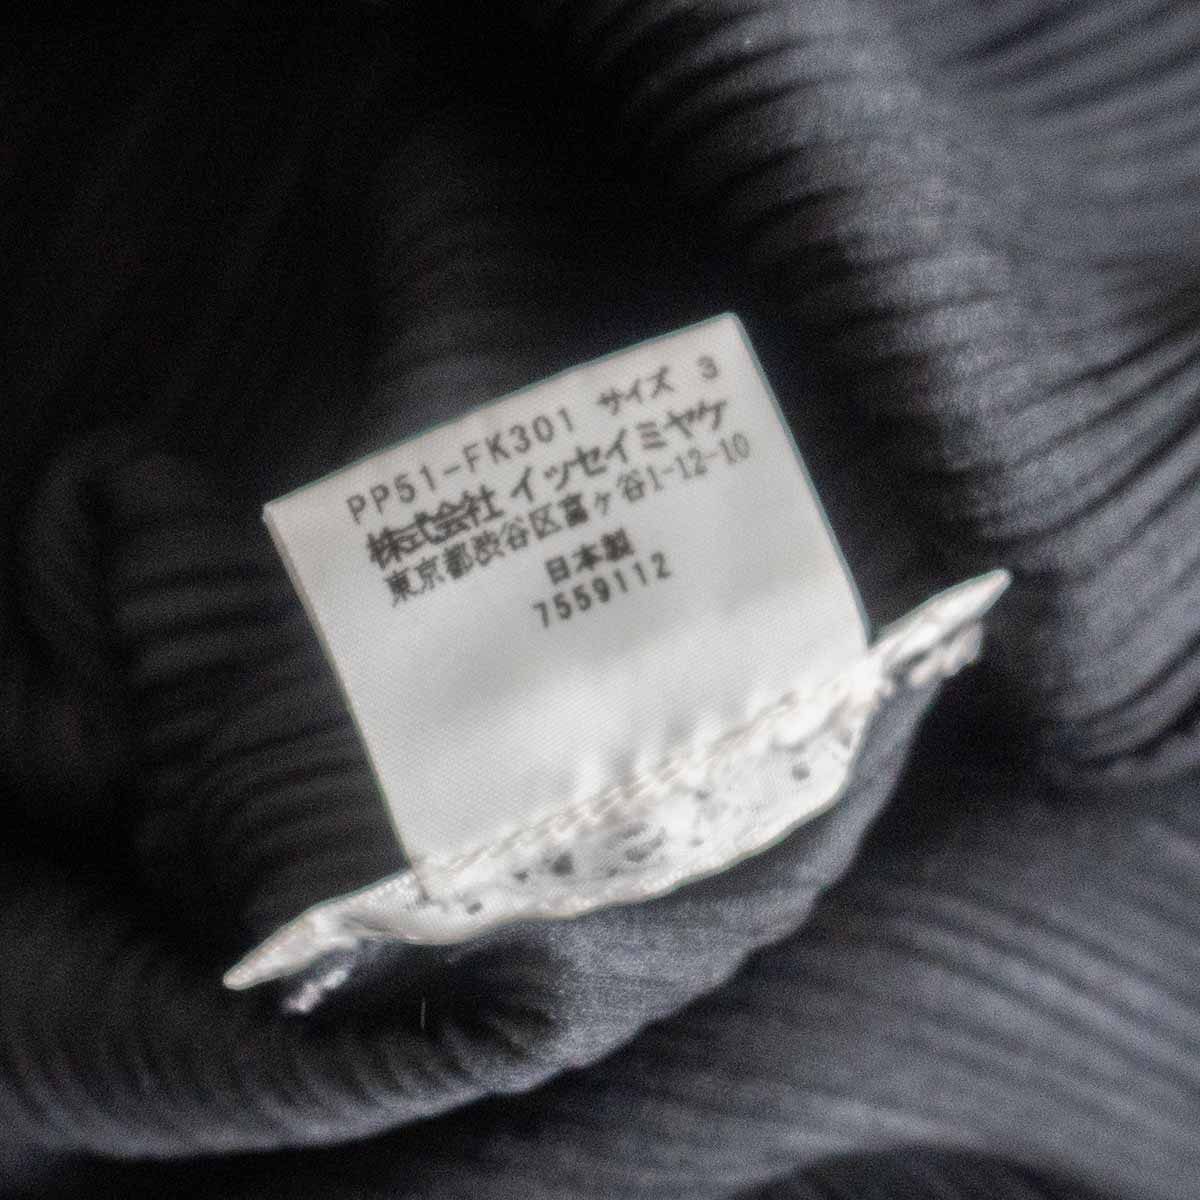 PP51-FK301 サイズ 3
株式会社 イッセイミヤケ
東京都渋谷区富ヶ谷1-12-10
日本製
7559112